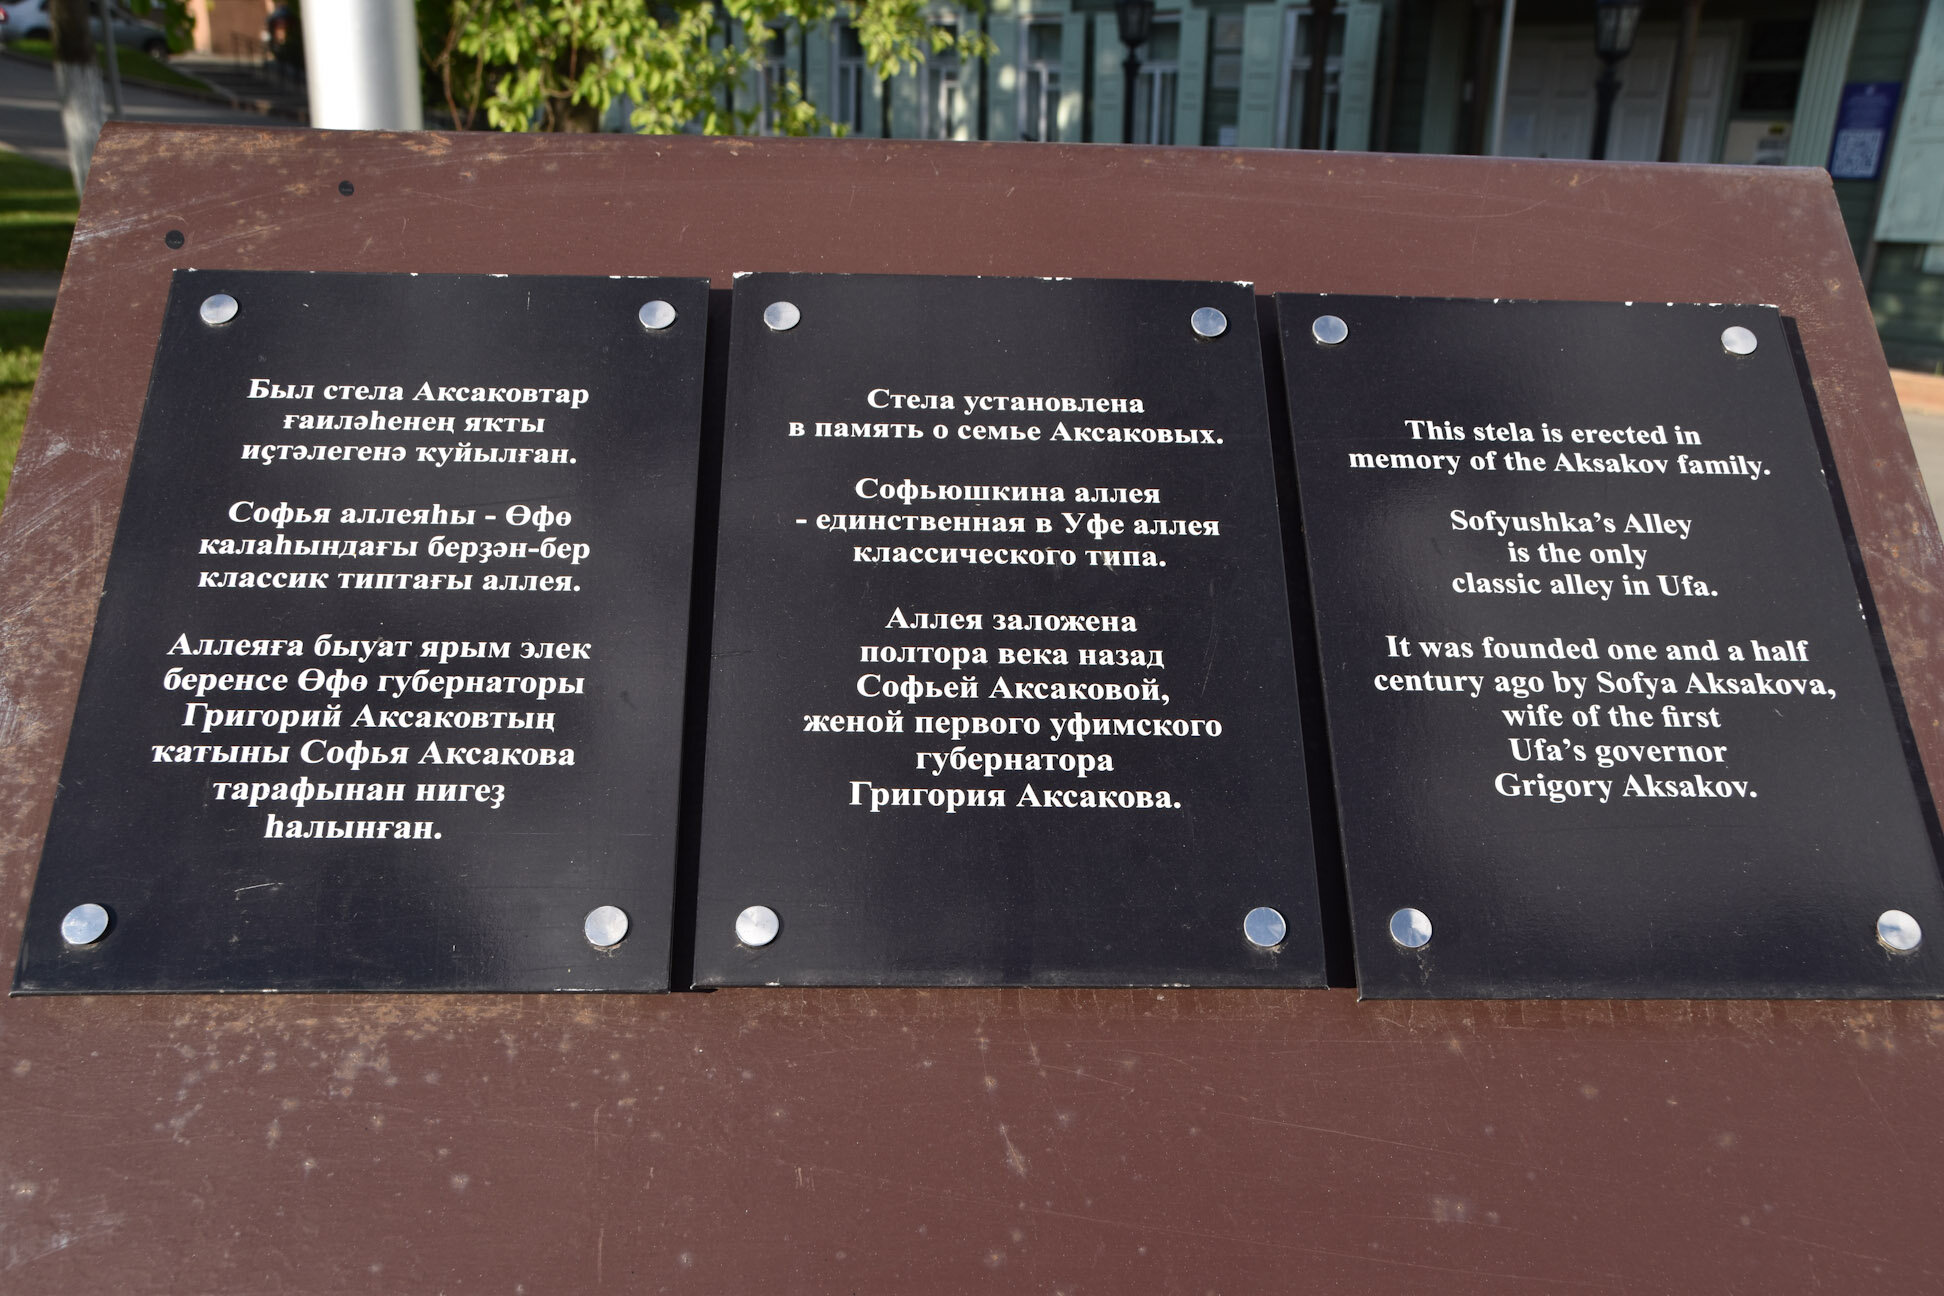 Был стела Аксаковтар
ғаиләһенең яҡты
иҫтәлегенә ҡуйылған.
Софья аллеяһы - Өфө
калаһындағы берҙән-бер
классик типтағы аллея.
Аллеяға быуат ярым элек
беренсе Өфө губернаторы
Григорий Аксаковтың
ҡатыны Софья Аксакова
тарафынан нигеҙ
һалынған.
Стела установлена
в память о семье Аксаковых.
Софьюшкина аллея
- единственная в Уфе аллея
классического типа.
Аллея заложена
полтора века назад
Софьей Аксаковой,
женой первого уфимского
губернатора
Григория Аксакова.
This stela is erected in
memory of the Aksakov family.
Sofyushka’s Alley
is the only
classic alley in Ufa.
It was founded one and a half
century ago by Sofya Aksakova,
wife of the first
Ufa’s governor
Grigory Aksakov.